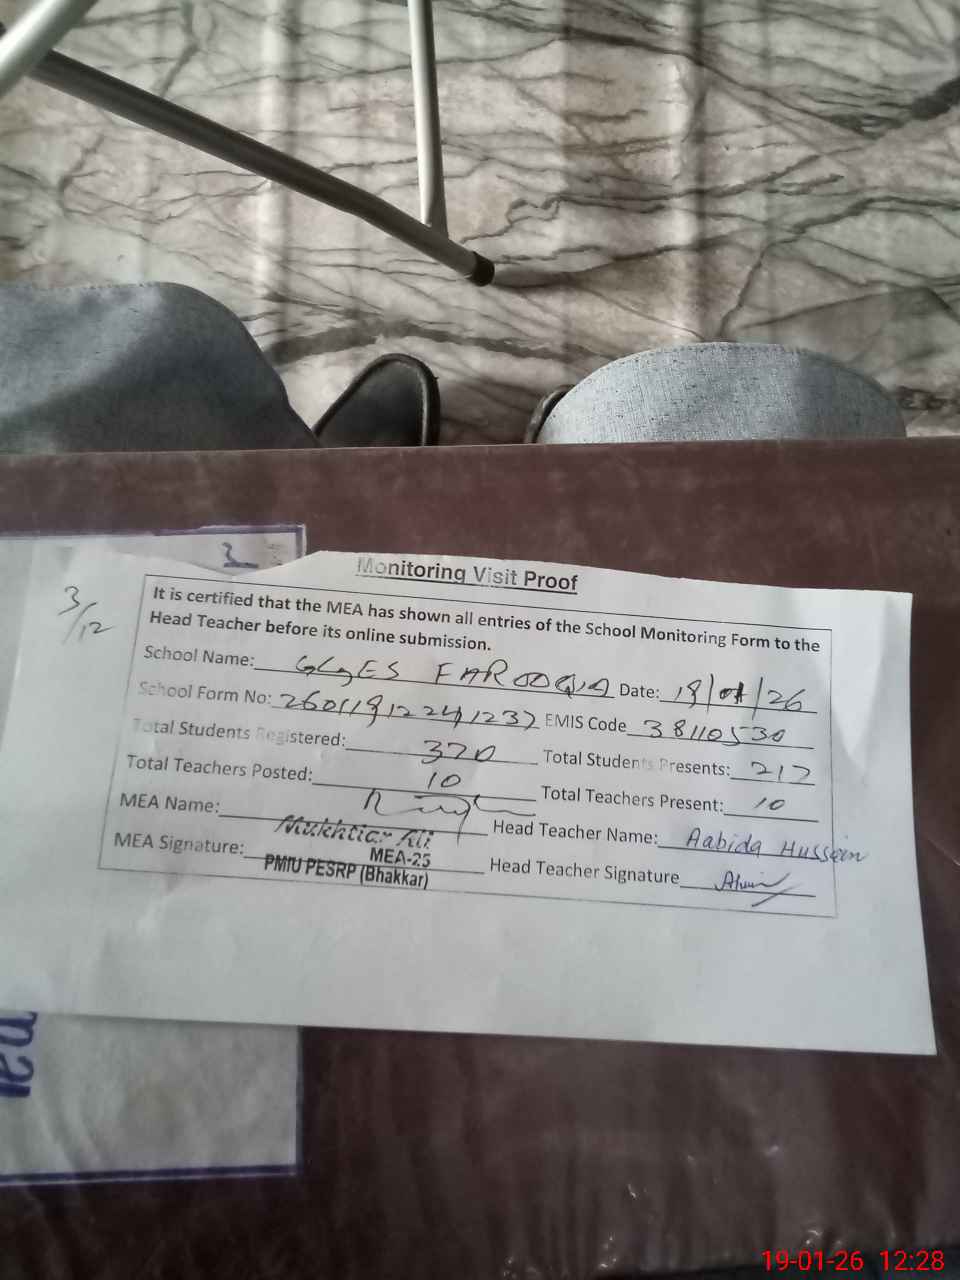 2
3/12
Monitoring Visit Proof
It is certified that the MEA has shown all entries of the School Monitoring Form to the
Head Teacher before its online submission.
School Name: GGES FAROOQIA Date: 19/01/26
School Form No: EMIS Code 38110530
Total Students Registered: 320 Total Students Presents: 217
Total Teachers Posted: 10 Total Teachers Present: 10
MEA Name: Head Teacher Name: Aabida Hussain
Mukhtiar Ali
MEA Signature: MEA-25 Head Teacher Signature
PMIU PESRP (Bhakkar)
19-01-26 12:28